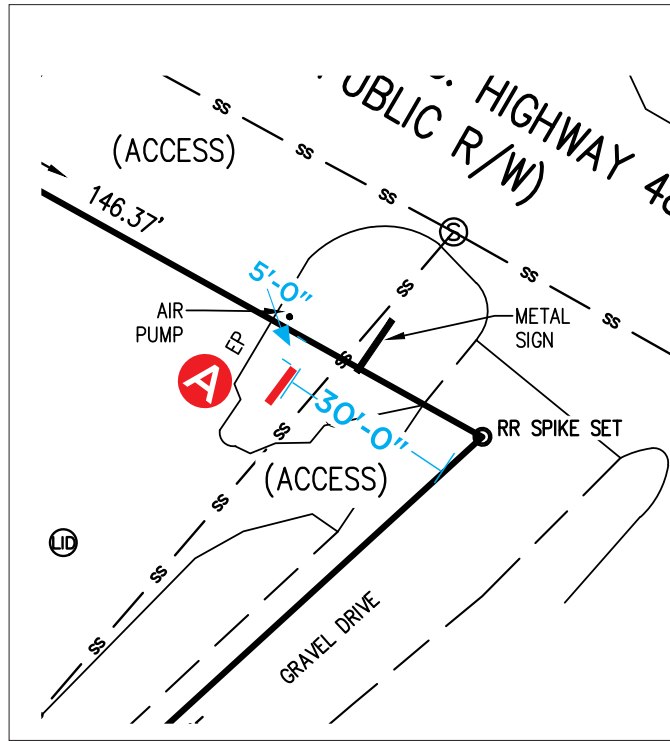 HIGHWAY
UBLIC R/W)
(ACCESS)
146.37'
5'-0"
AIR
PUMP
EP
METAL
SIGN
A
30'-0"
RR SPIKE SET
(ACCESS)
LID
GRAVEL DRIVE
SS
SS
SS
SS
SS
SS
SS
SS
SS
SS
SS